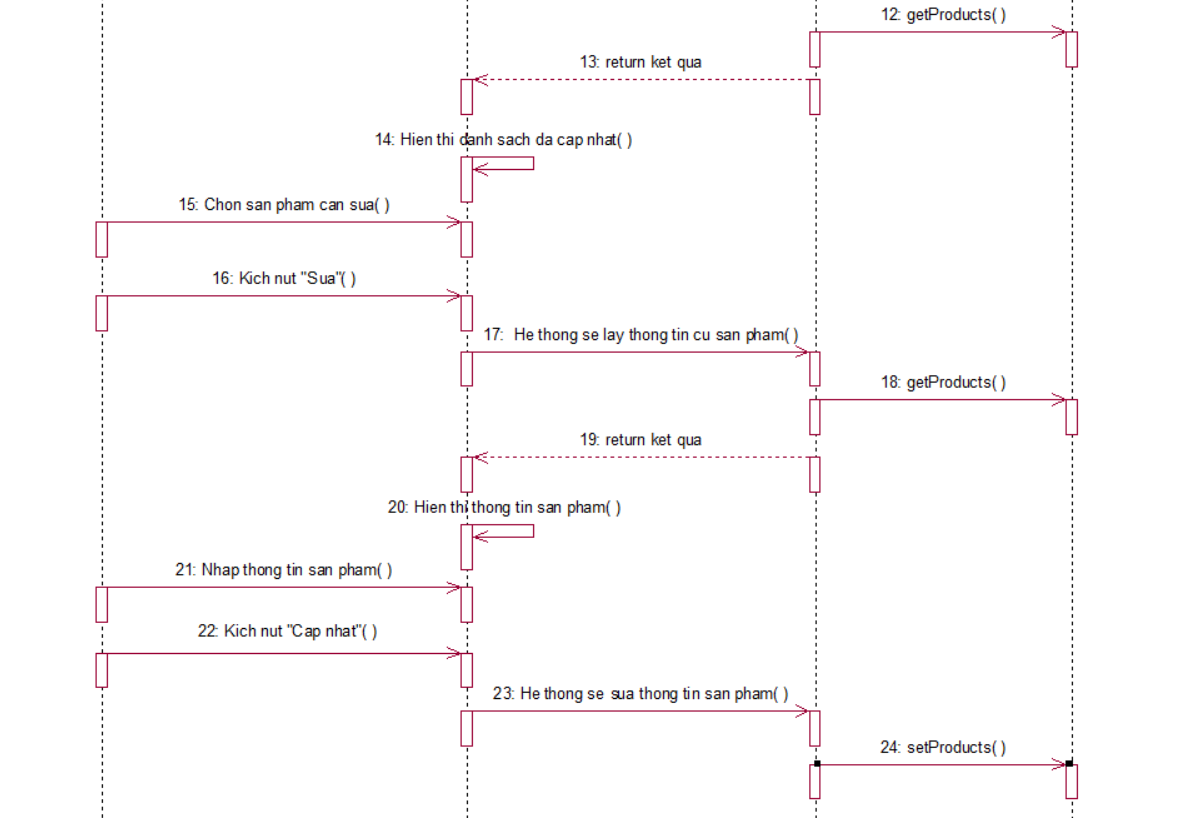 12: getProducts( )
13: return ket qua
14: Hien thi danh sach da cap nhat( )
15: Chon san pham can sua( )
16: Kich nut "Sua"( )
17:  He thong se lay thong tin cu san pham( )
18: getProducts( )
19: return ket qua
20: Hien thi thong tin san pham( )
21: Nhap thong tin san pham( )
22: Kich nut "Cap nhat"( )
23: He thong se sua thong tin san pham( )
24: setProducts( )